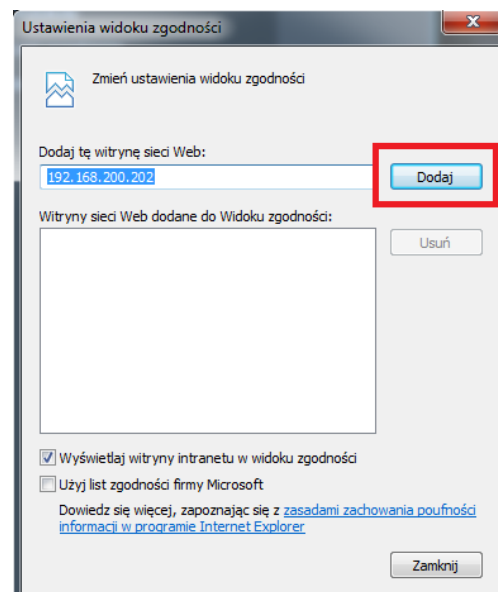 Ustawienia widoku zgodności
Zmień ustawienia widoku zgodności
Dodaj tę witrynę sieci Web:
192.168.200.202
Dodaj
Witryny sieci Web dodane do Widoku zgodności:
Usuń
Wyświetlaj witryny intranetu w widoku zgodności
Użyj list zgodności firmy Microsoft
Dowiedz się więcej, zapoznając się z zasadami zachowania poufności
informacji w programie Internet Explorer
Zamknij